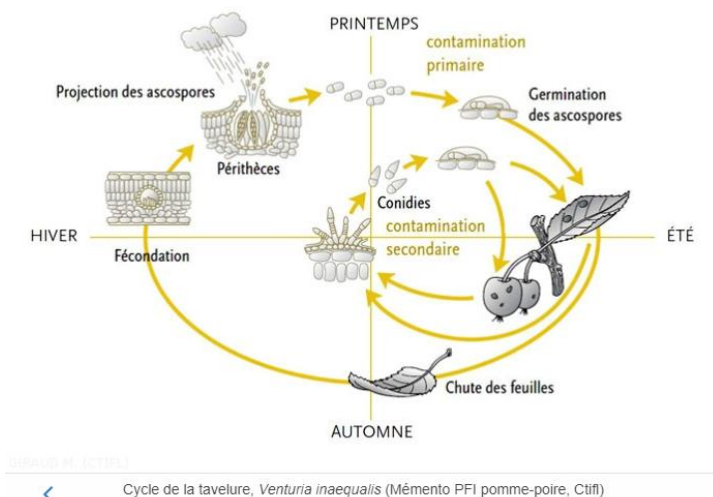 PRINTEMPS
contamination
primaire
Projection des ascospores
Germination
des ascospores
Périthèces
Conidies
contamination
secondaire
HIVER
ÉTÉ
Fécondation
Chute des feuilles
AUTOMNE
GIRAUD M. (CTIFL)
Cycle de la tavelure, Venturia inaequalis (Mémento PFI pomme-poire, Ctifl)